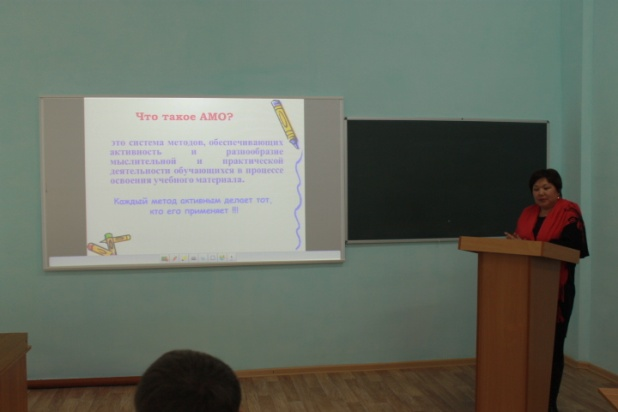 Что такое АМО?
это система методов, обеспечивающих
активность и разнообразие
мыслительной и практической
деятельности обучающихся в процессе
освоения учебного материала.
Каждый метод активным делает тот,
кто его применяет !!!